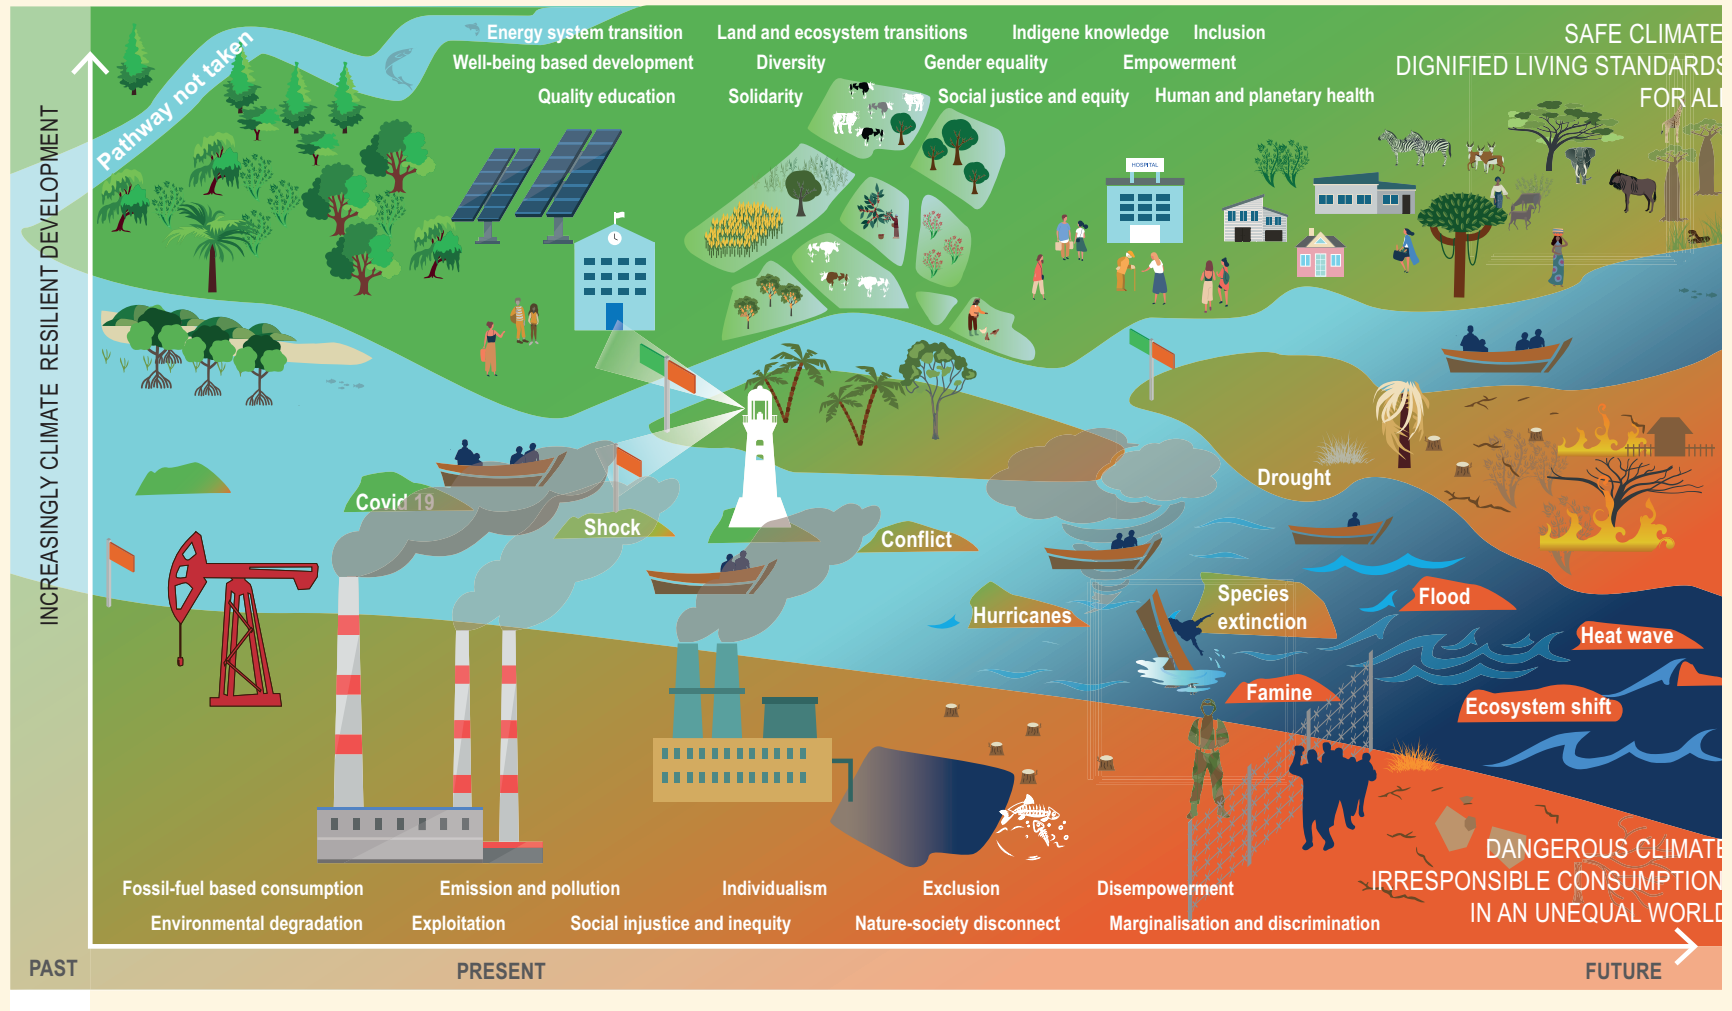 Energy system transition
Land and ecosystem transitions
Indigene knowledge
Inclusion
Well-being based development
Diversity
Gender equality
Empowerment
Quality education
Solidarity
Social justice and equity
Human and planetary health
SAFE CLIMATE
DIGNIFIED LIVING STANDARDS
FOR ALL
Pathway not taken
INCREASINGLY CLIMATE RESILIENT DEVELOPMENT
HOSPITAL
Covid 19
Shock
Conflict
Drought
Hurricanes
Species
extinction
Flood
Heat wave
Famine
Ecosystem shift
DANGEROUS CLIMATE
IRRESPONSIBLE CONSUMPTION
IN AN UNEQUAL WORLD
Fossil-fuel based consumption
Emission and pollution
Individualism
Exclusion
Disempowerment
Environmental degradation
Exploitation
Social injustice and inequity
Nature-society disconnect
Marginalisation and discrimination
PAST
PRESENT
FUTURE